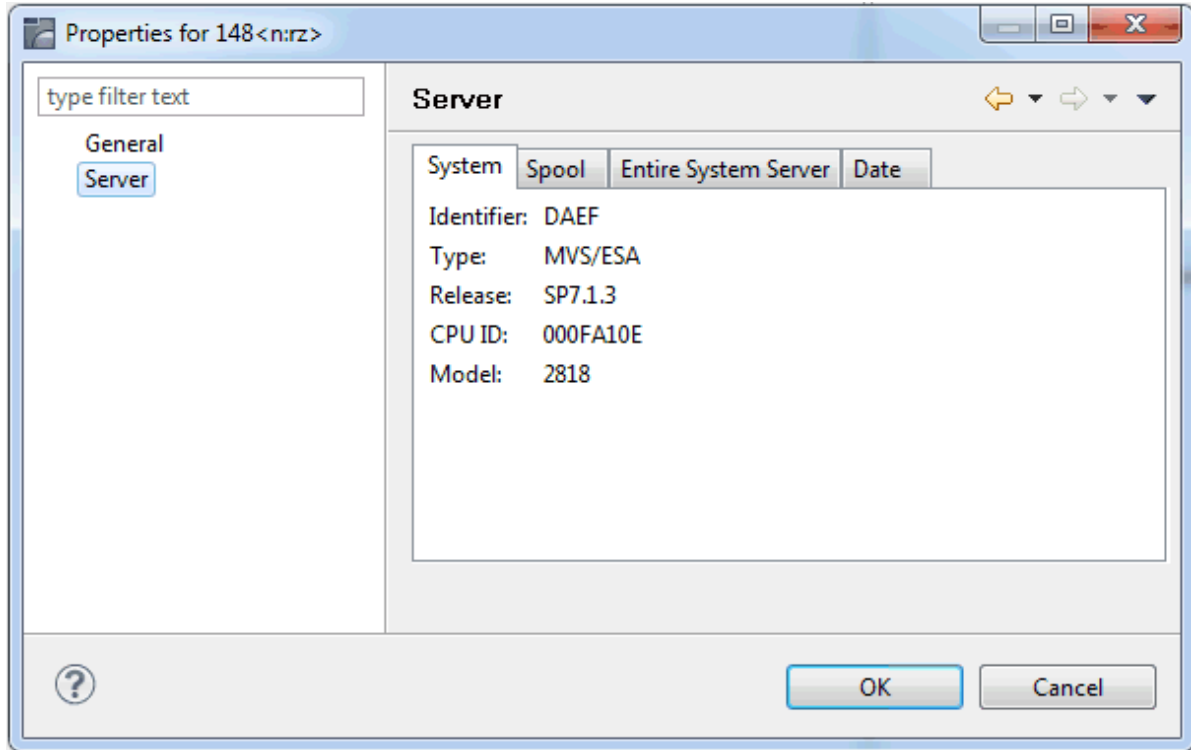 Properties for 148<n:rz>
type filter text
General
Server
Server
System Spool Entire System Server Date
Identifier: DAEF
Type: MVS/ESA
Release: SP7.1.3
CPU ID: 000FA10E
Model: 2818
OK Cancel